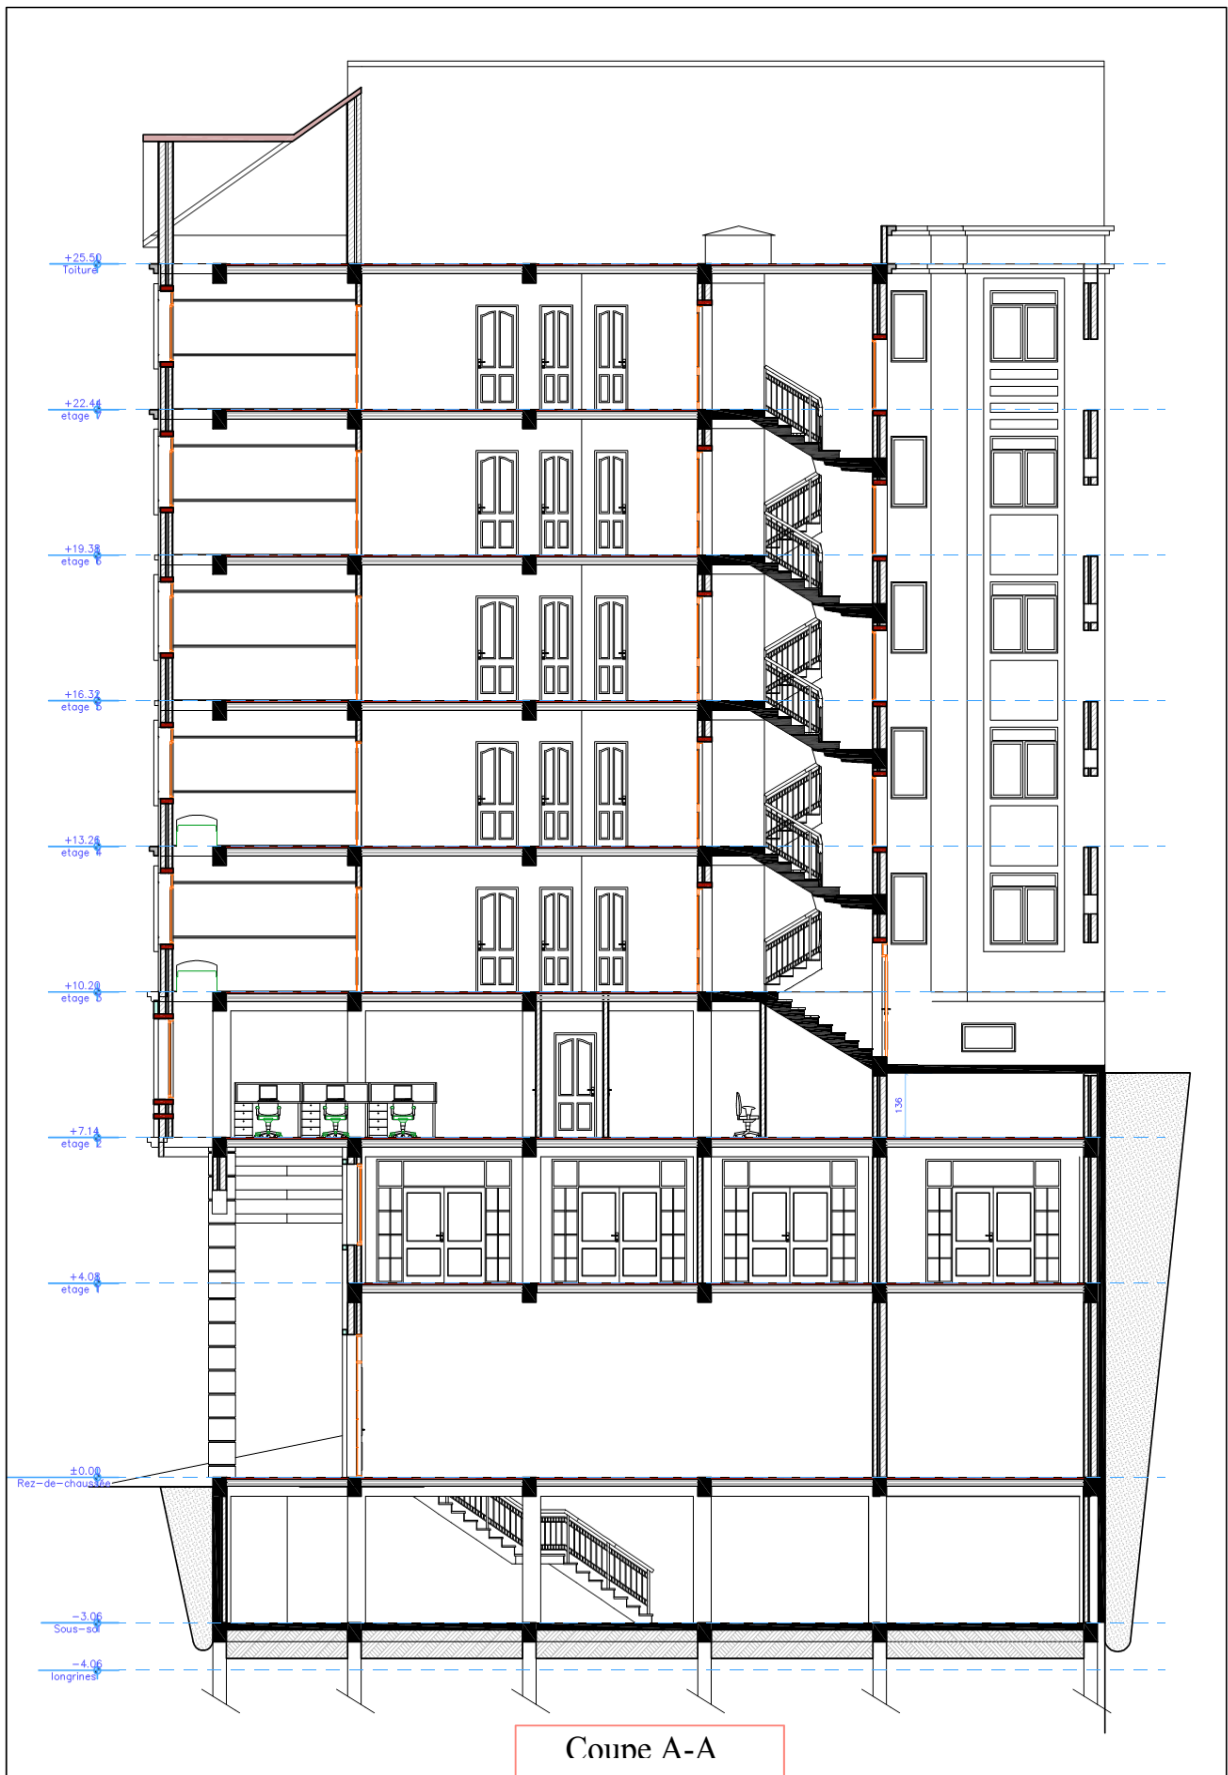 +25.50
Toiture
+22.44
etage 7
+19.38
etage 6
+16.32
etage 5
+13.26
etage 4
+10.20
etage 3
136
+7.14
etage 2
+4.08
etage 1
±0.00
Rez-de-chaussée
-3.06
Sous-sol
-4.06
longrines
Coupe A-A